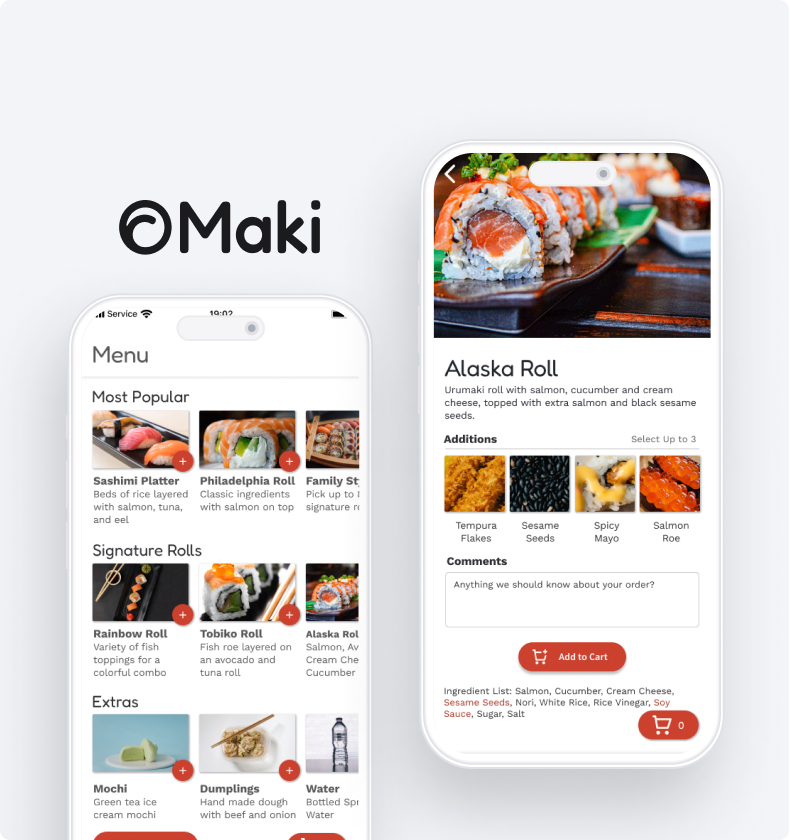 OMaki
Service
19:02
Menu
Most Popular
Sashimi Platter
Beds of rice layered
with salmon, tuna,
and eel
Philadelphia Roll
Classic ingredients
with salmon on top
Family
Pick up to
signature
Signature Rolls
Rainbow Roll
Variety of fish
toppings for a
colorful combo
Tobiko Roll
Fish roe layered on
an avocado and
tuna roll
Alaska Rol
Salmon, Av
Cream Che
Cucumber
Extras
Mochi
Green tea ice
cream mochi
Dumplings
Hand made dough
with beef and onion
Water
Bottled Spr
Water
Alaska Roll
Urumaki roll with salmon, cucumber and cream
cheese, topped with extra salmon and black sesame
seeds.
Additions
Select Up to 3
Tempura
Flakes
Sesame
Seeds
Spicy
Mayo
Salmon
Roe
Comments
Anything we should know about your order?
Add to Cart
Ingredient List: Salmon, Cucumber, Cream Cheese,
Sesame Seeds, Nori, White Rice, Rice Vinegar, Soy
Sauce, Sugar, Salt
0